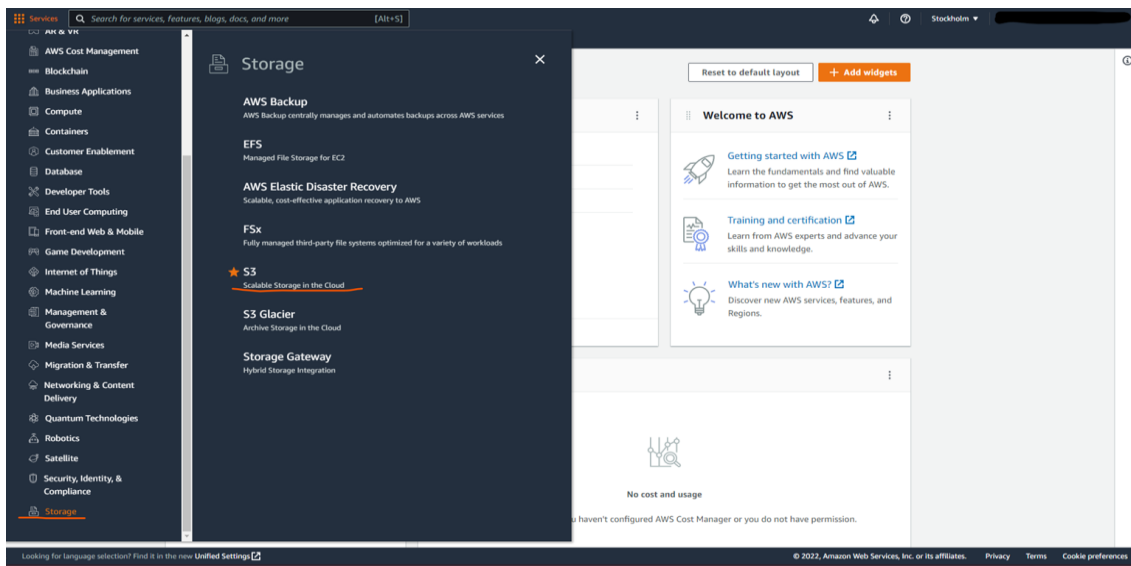 Services
Search for services, features, blogs, docs, and more
[Alt+S]
Stockholm
AR & VR
AWS Cost Management
Blockchain
Business Applications
Compute
Containers
Customer Enablement
Database
Developer Tools
End User Computing
Front-end Web & Mobile
Game Development
Internet of Things
Machine Learning
Management &
Governance
Media Services
Migration & Transfer
Networking & Content
Delivery
Quantum Technologies
Robotics
Satellite
Security, Identity, &
Compliance
Storage
Storage
AWS Backup
AWS Backup centrally manages and automates backups across AWS services
EFS
Managed File Storage for EC2
AWS Elastic Disaster Recovery
Scalable, cost-effective application recovery to AWS
FSx
Fully managed third-party file systems optimized for a variety of workloads
S3
Scalable Storage in the Cloud
S3 Glacier
Archive Storage in the Cloud
Storage Gateway
Hybrid Storage Integration
Reset to default layout
+ Add widgets
Welcome to AWS
Getting started with AWS
Learn the fundamentals and find valuable
information to get the most out of AWS.
Training and certification
Learn from AWS experts and advance your
skills and knowledge.
What's new with AWS?
Discover new AWS services, features, and
Regions.
No cost and usage
u haven't configured AWS Cost Manager or you do not have permission.
Looking for language selection? Find it in the new Unified Settings
© 2022, Amazon Web Services, Inc. or its affiliates.
Privacy
Terms
Cookie preferences